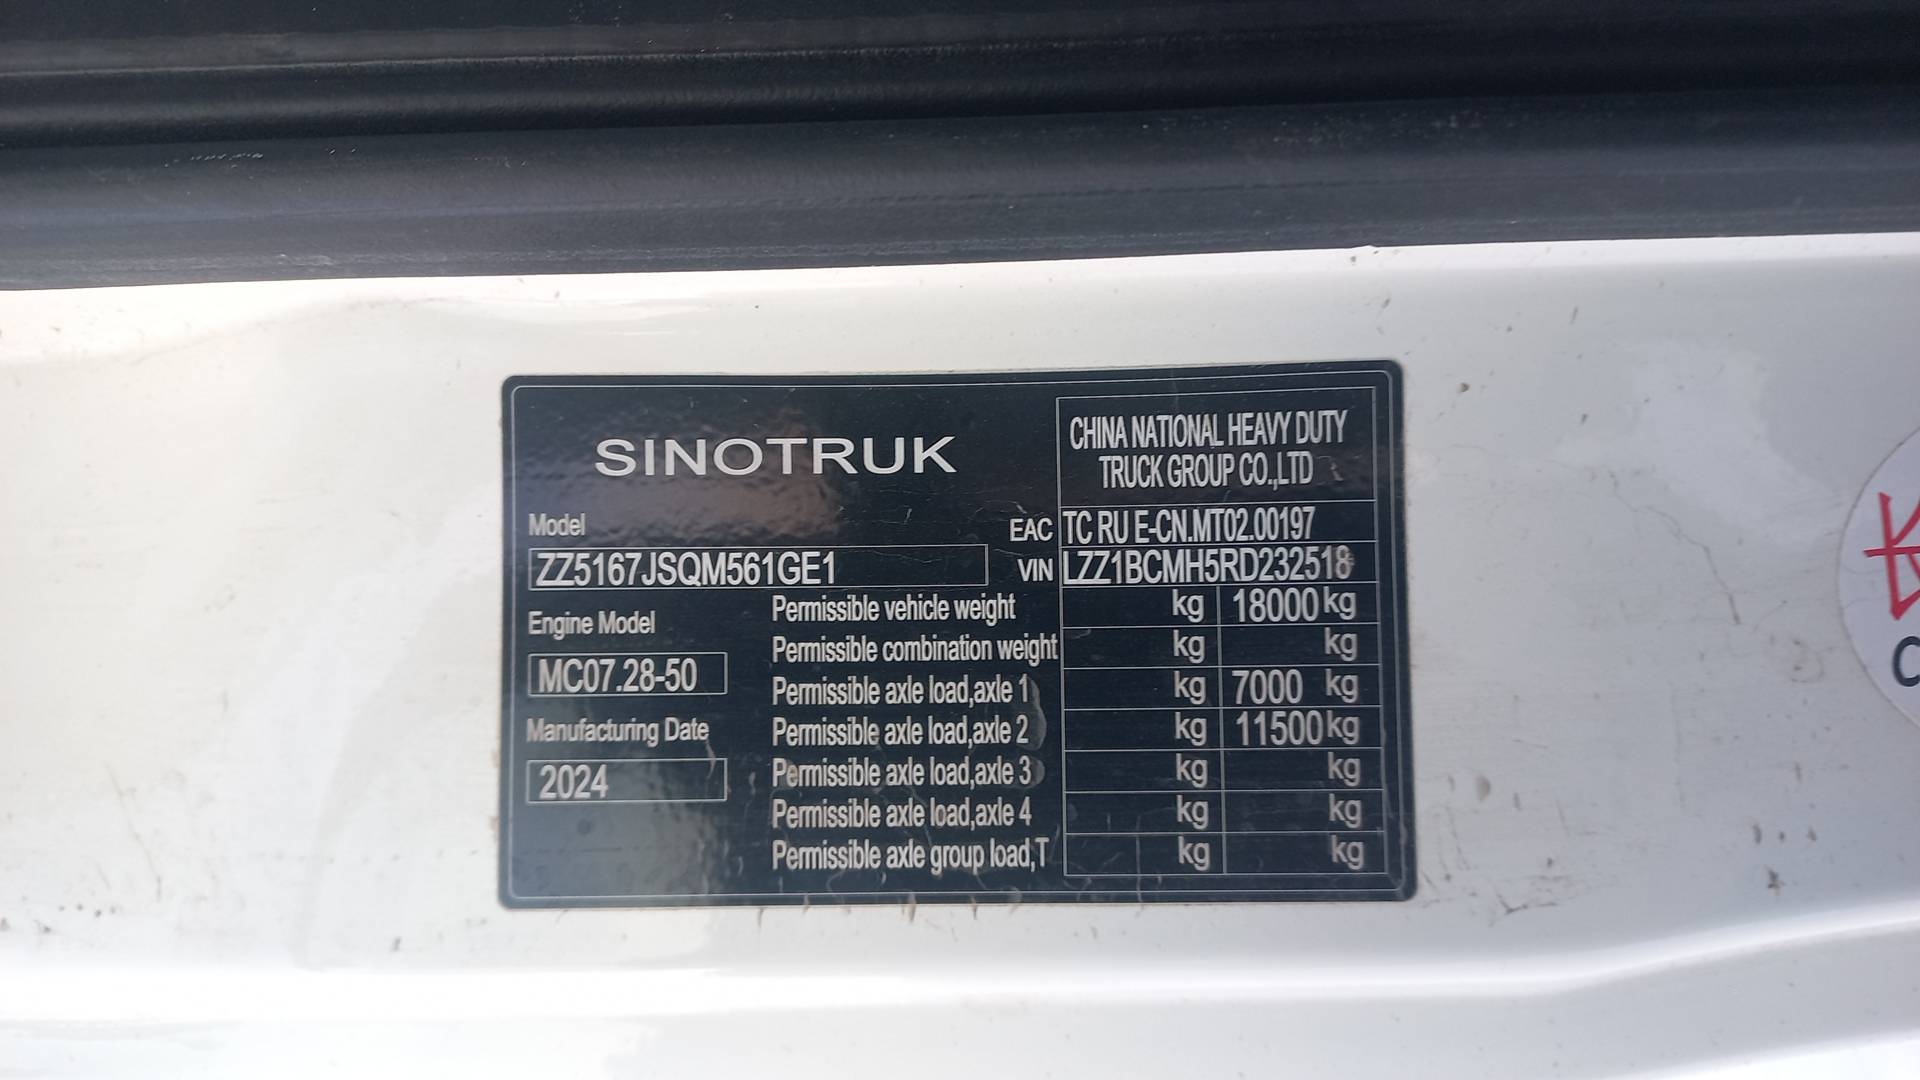 SINOTRUK
CHINA NATIONAL HEAVY DUTY
TRUCK GROUP CO.,LTD
Model
EAC TC RU E-CN.MT02.00197
ZZ5167JSQM561GE1
VIN LZZ1BCMH5RD232518
Engine Model
MC07.28-50
Manufacturing Date
2024
Permissible vehicle weight kg 18000 kg
Permissible combination weight kg kg
Permissible axle load,axle 1 kg 7000 kg
Permissible axle load,axle 2 kg 11500 kg
Permissible axle load,axle 3 kg kg
Permissible axle load,axle 4 kg kg
Permissible axle group load,T kg kg